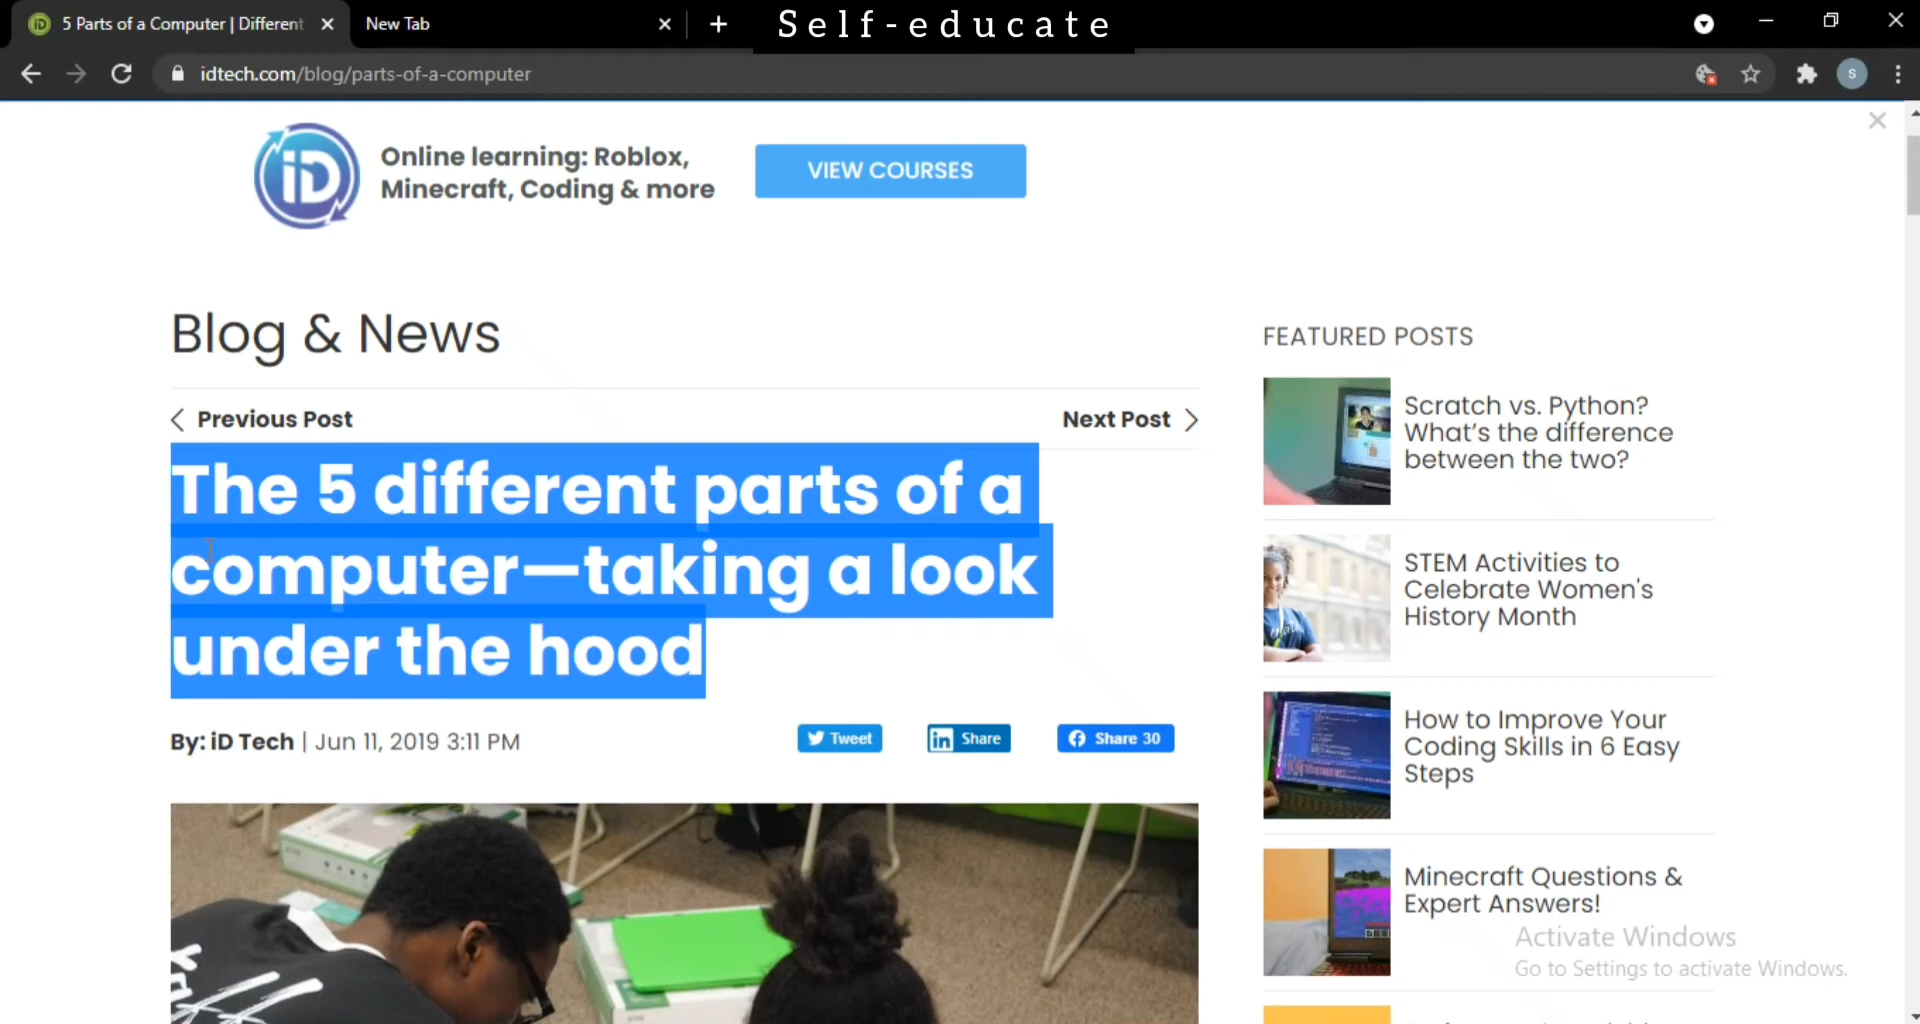 5 Parts of a Computer | Different
New Tab
Self-educate
idtech.com/blog/parts-of-a-computer
S
iD
Online learning: Roblox,
Minecraft, Coding & more
VIEW COURSES
Blog & News
Previous Post
Next Post
The 5 different parts of a
computer—taking a look
under the hood
By: iD Tech | Jun 11, 2019 3:11 PM
Tweet
in Share
Share 30
FEATURED POSTS
Scratch vs. Python?
What's the difference
between the two?
STEM Activities to
Celebrate Women's
History Month
How to Improve Your
Coding Skills in 6 Easy
Steps
Minecraft Questions &
Expert Answers!
Activate Windows
Go to Settings to activate Windows.